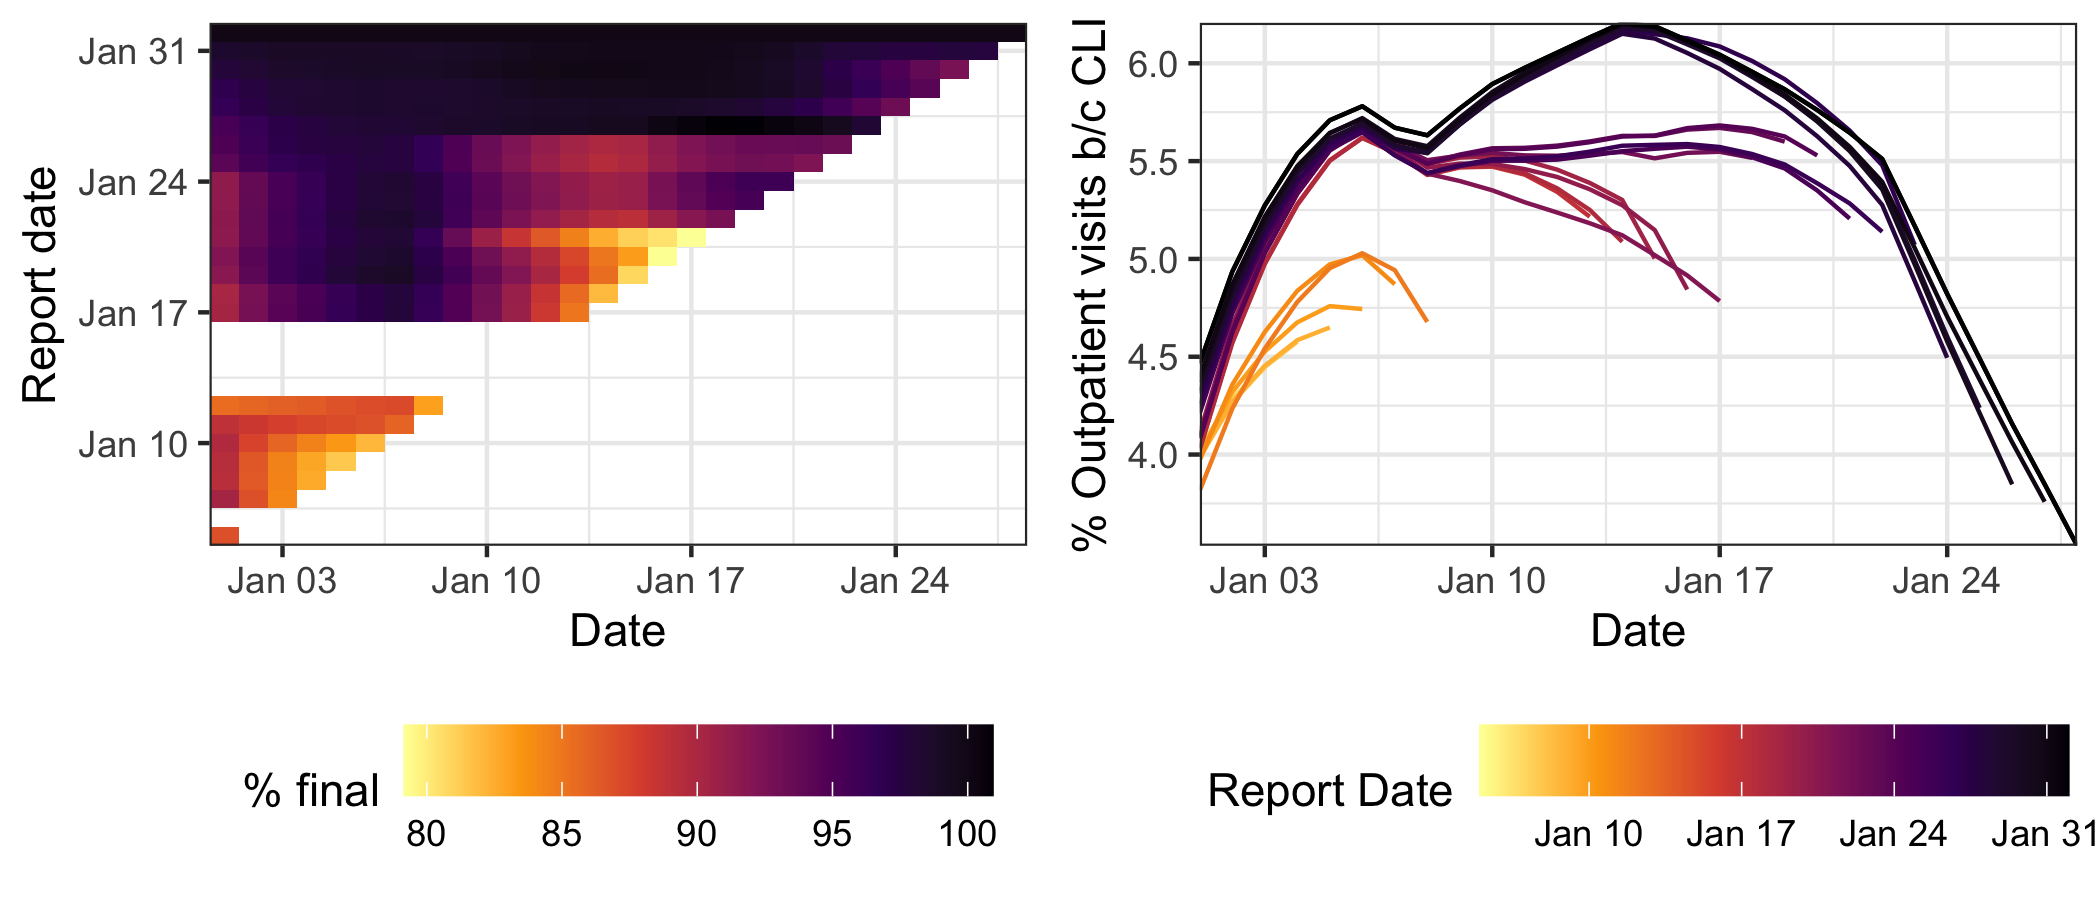 Report date
Jan 31
Jan 24
Jan 17
Jan 10
Jan 03
Jan 10
Jan 17
Jan 24
Date
% final
80
85
90
95
100
% Outpatient visits b/c CLI
6.0
5.5
5.0
4.5
4.0
Jan 03
Jan 10
Jan 17
Jan 24
Date
Report Date
Jan 10
Jan 17
Jan 24
Jan 31